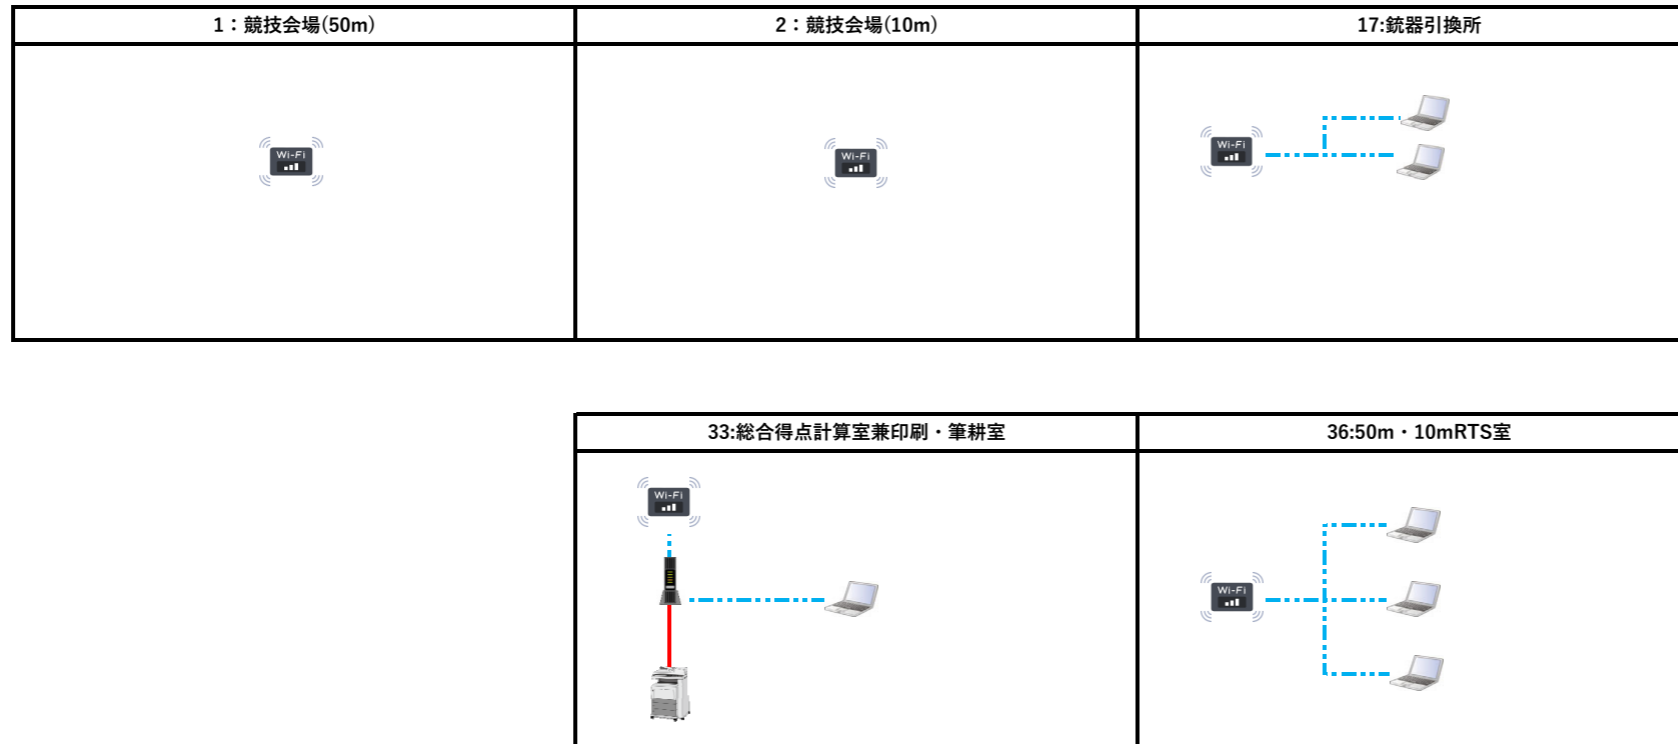 1：競技会場(50m)
2：競技会場(10m)
17:銃器引換所
Wi-Fi
Wi-Fi
Wi-Fi
33:総合得点計算室兼印刷・筆耕室
36:50m・10mRTS室
Wi-Fi
Wi-Fi